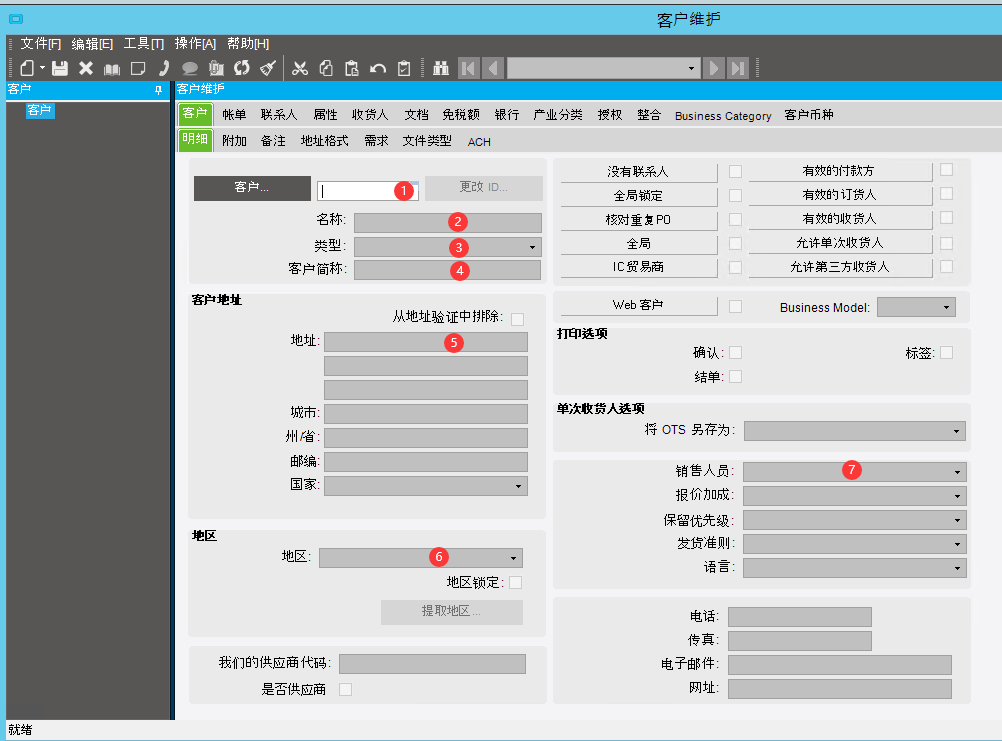 客户维护
文件[F] 编辑[E] 工具[T] 操作[A] 帮助[H]
客户
客户
客户维护
客户 帐单 联系人 属性 收货人 文档 免税额 银行 产业分类 授权 整合 Business Category 客户币种
明细 附加 备注 地址格式 需求 文件类型 ACH
客户... 1 更改 ID...
名称: 2
类型: 3
客户简称: 4
客户地址
从地址验证中排除:
地址: 5
城市:
州/省:
邮编:
国家:
地区
地区: 6
地区锁定:
提取地区...
我们的供应商代码:
是否供应商
没有联系人 有效的付款方
全局锁定 有效的订货人
核对重复PO 有效的收货人
全局 允许单次收货人
IC贸易商 允许第三方收货人
Web 客户 Business Model:
打印选项
确认: 标签:
结单:
单次收货人选项
将 OTS 另存为:
销售人员: 7
报价加成:
保留优先级:
发货准则:
语言:
电话:
传真:
电子邮件:
网址:
就绪